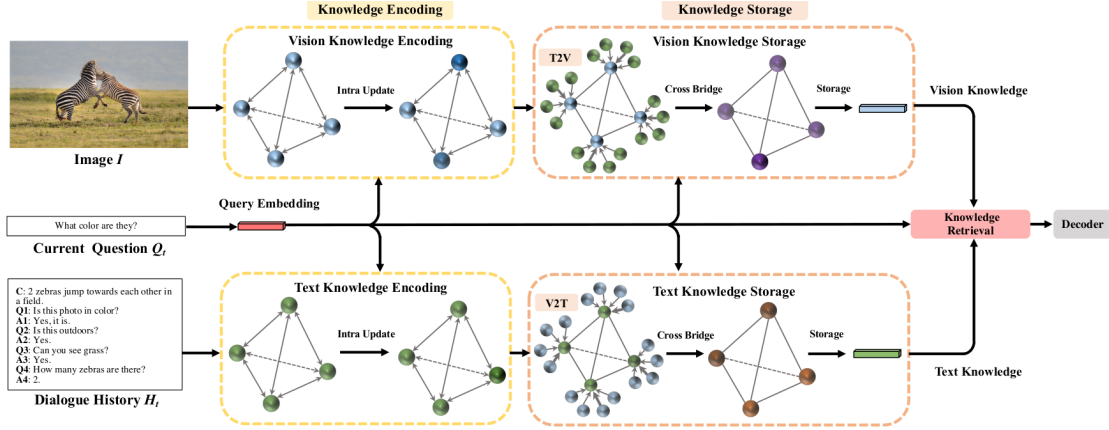 Knowledge Encoding
Knowledge Storage
Vision Knowledge Encoding
Vision Knowledge Storage
T2V
Intra Update
Cross Bridge
Storage
Vision Knowledge
Image I
Query Embedding
What color are they?
Current Question Qt
Knowledge
Retrieval
Decoder
Text Knowledge Encoding
Text Knowledge Storage
V2T
C: 2 zebras jump towards each other in
a field.
Q1: Is this photo in color?
A1: Yes, it is.
Q2: Is this outdoors?
A2: Yes.
Q3: Can you see grass?
A3: Yes.
Q4: How many zebras are there?
A4: 2.
Intra Update
Cross Bridge
Storage
Text Knowledge
Dialogue History Ht